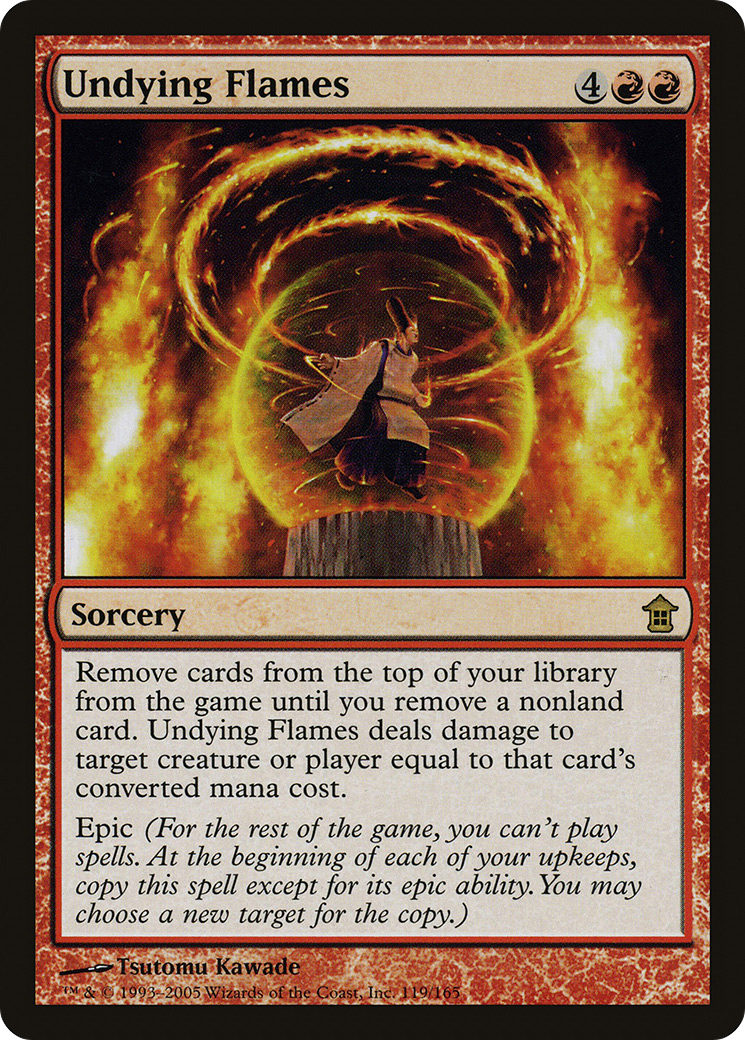 Undying Flames 4
Sorcery
Remove cards from the top of your library
from the game until you remove a nonland
card. Undying Flames deals damage to
target creature or player equal to that card's
converted mana cost.
Epic (For the rest of the game, you can't play
spells. At the beginning of each of your upkeeps,
copy this spell except for its epic ability. You may
choose a new target for the copy.)
Tsutomu Kawade
™ & © 1993–2005 Wizards of the Coast, Inc. 119/165